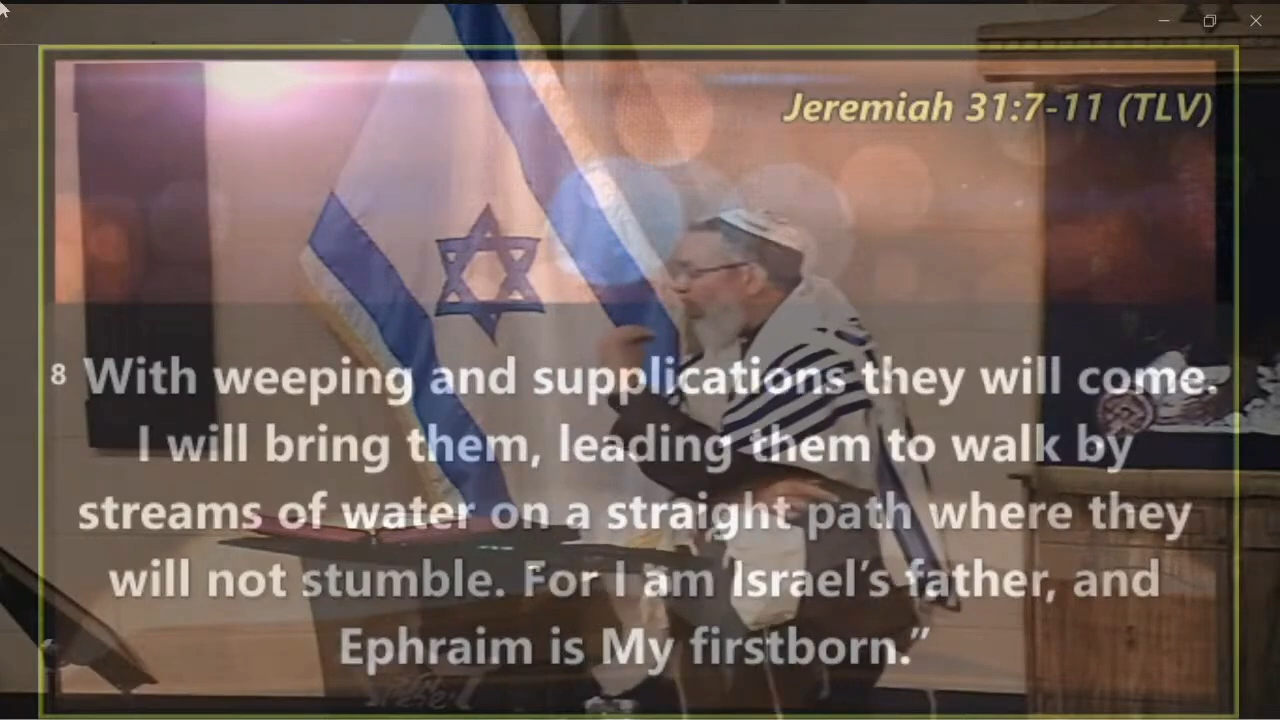 Jeremiah 31:7-11 (TLV)
8 With weeping and supplications they will come.
I will bring them, leading them to walk by
streams of water on a straight path where they
will not stumble. For I am Israel’s father, and
Ephraim is My firstborn.”